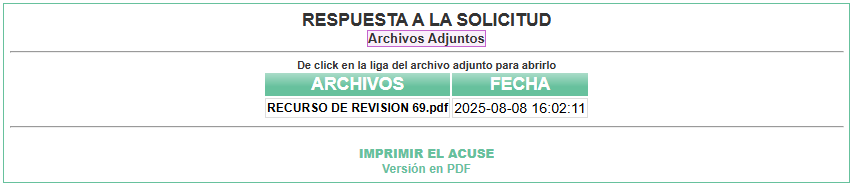 RESPUESTA A LA SOLICITUD
Archivos Adjuntos
De click en la liga del archivo adjunto para abrirlo
ARCHIVOS FECHA
RECURSO DE REVISION 69.pdf 2025-08-08 16:02:11
IMPRIMIR EL ACUSE
Versión en PDF